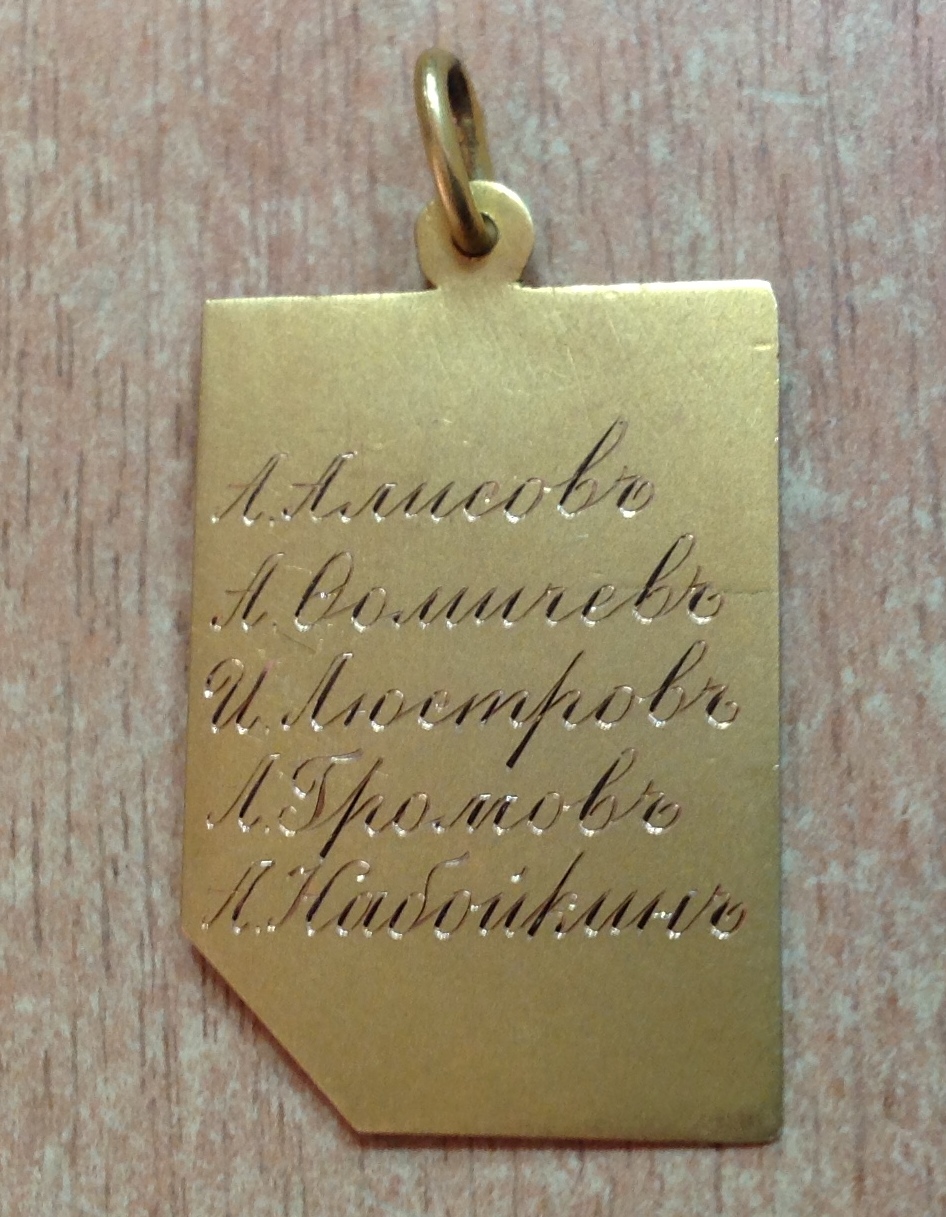 Л. Алисовъ
А. Ѳомичевъ
И. Люстровъ
Л. Громовъ
А. Набойкинъ